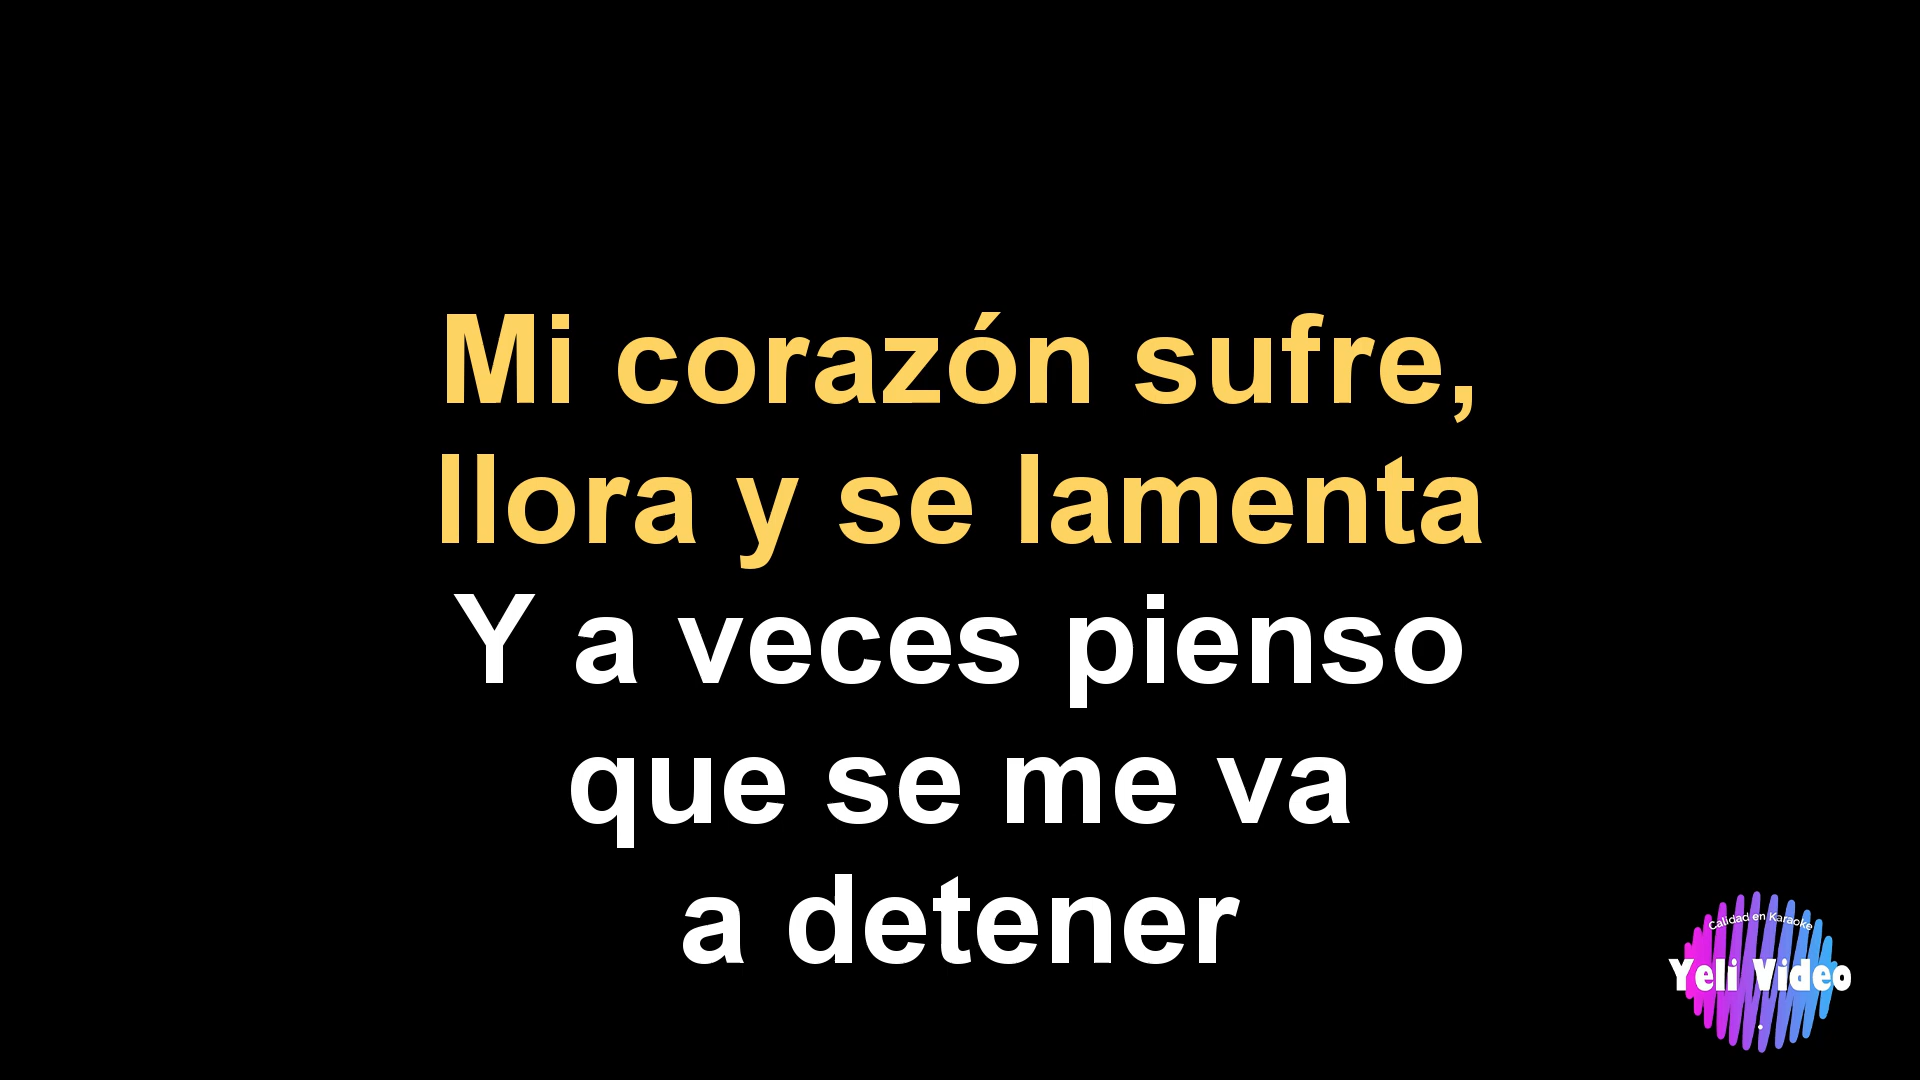 Mi corazón sufre,
llora y se lamenta
Y a veces pienso
que se me va
a detener
Calidad en Karaoke
Yeli Video